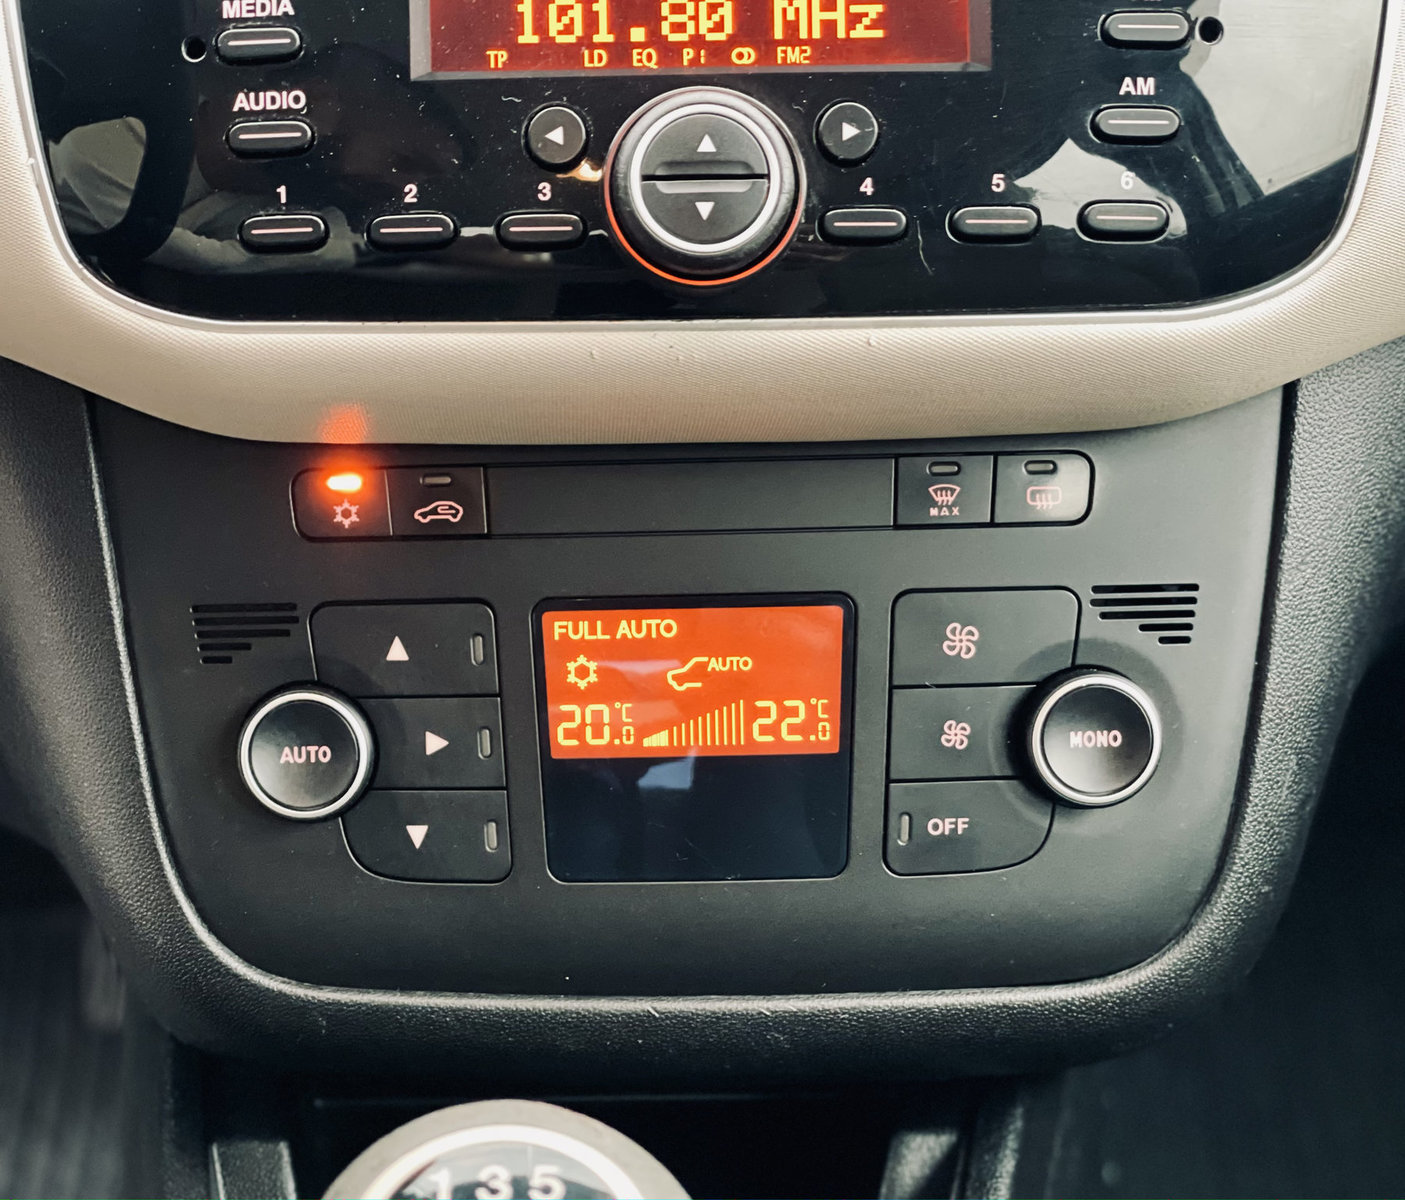 MEDIA
101.80 MHz
TP LD EQ P1 FM2
AUDIO
AM
1 2 3 4 5 6
MAX
FULL AUTO
AUTO
20.0°C 22.0°C
AUTO
MONO
OFF
1 3 5